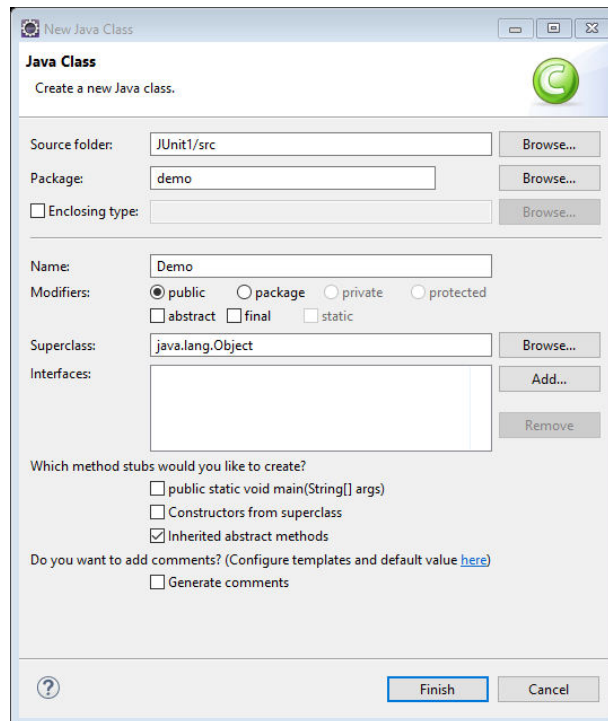 New Java Class
Java Class
Create a new Java class.
Source folder: JUnit1/src Browse...
Package: demo Browse...
Enclosing type: Browse...
Name: Demo
Modifiers: public package private protected
abstract final static
Superclass: java.lang.Object Browse...
Interfaces: Add...
Remove
Which method stubs would you like to create?
public static void main(String[] args)
Constructors from superclass
Inherited abstract methods
Do you want to add comments? (Configure templates and default value here)
Generate comments
? Finish Cancel